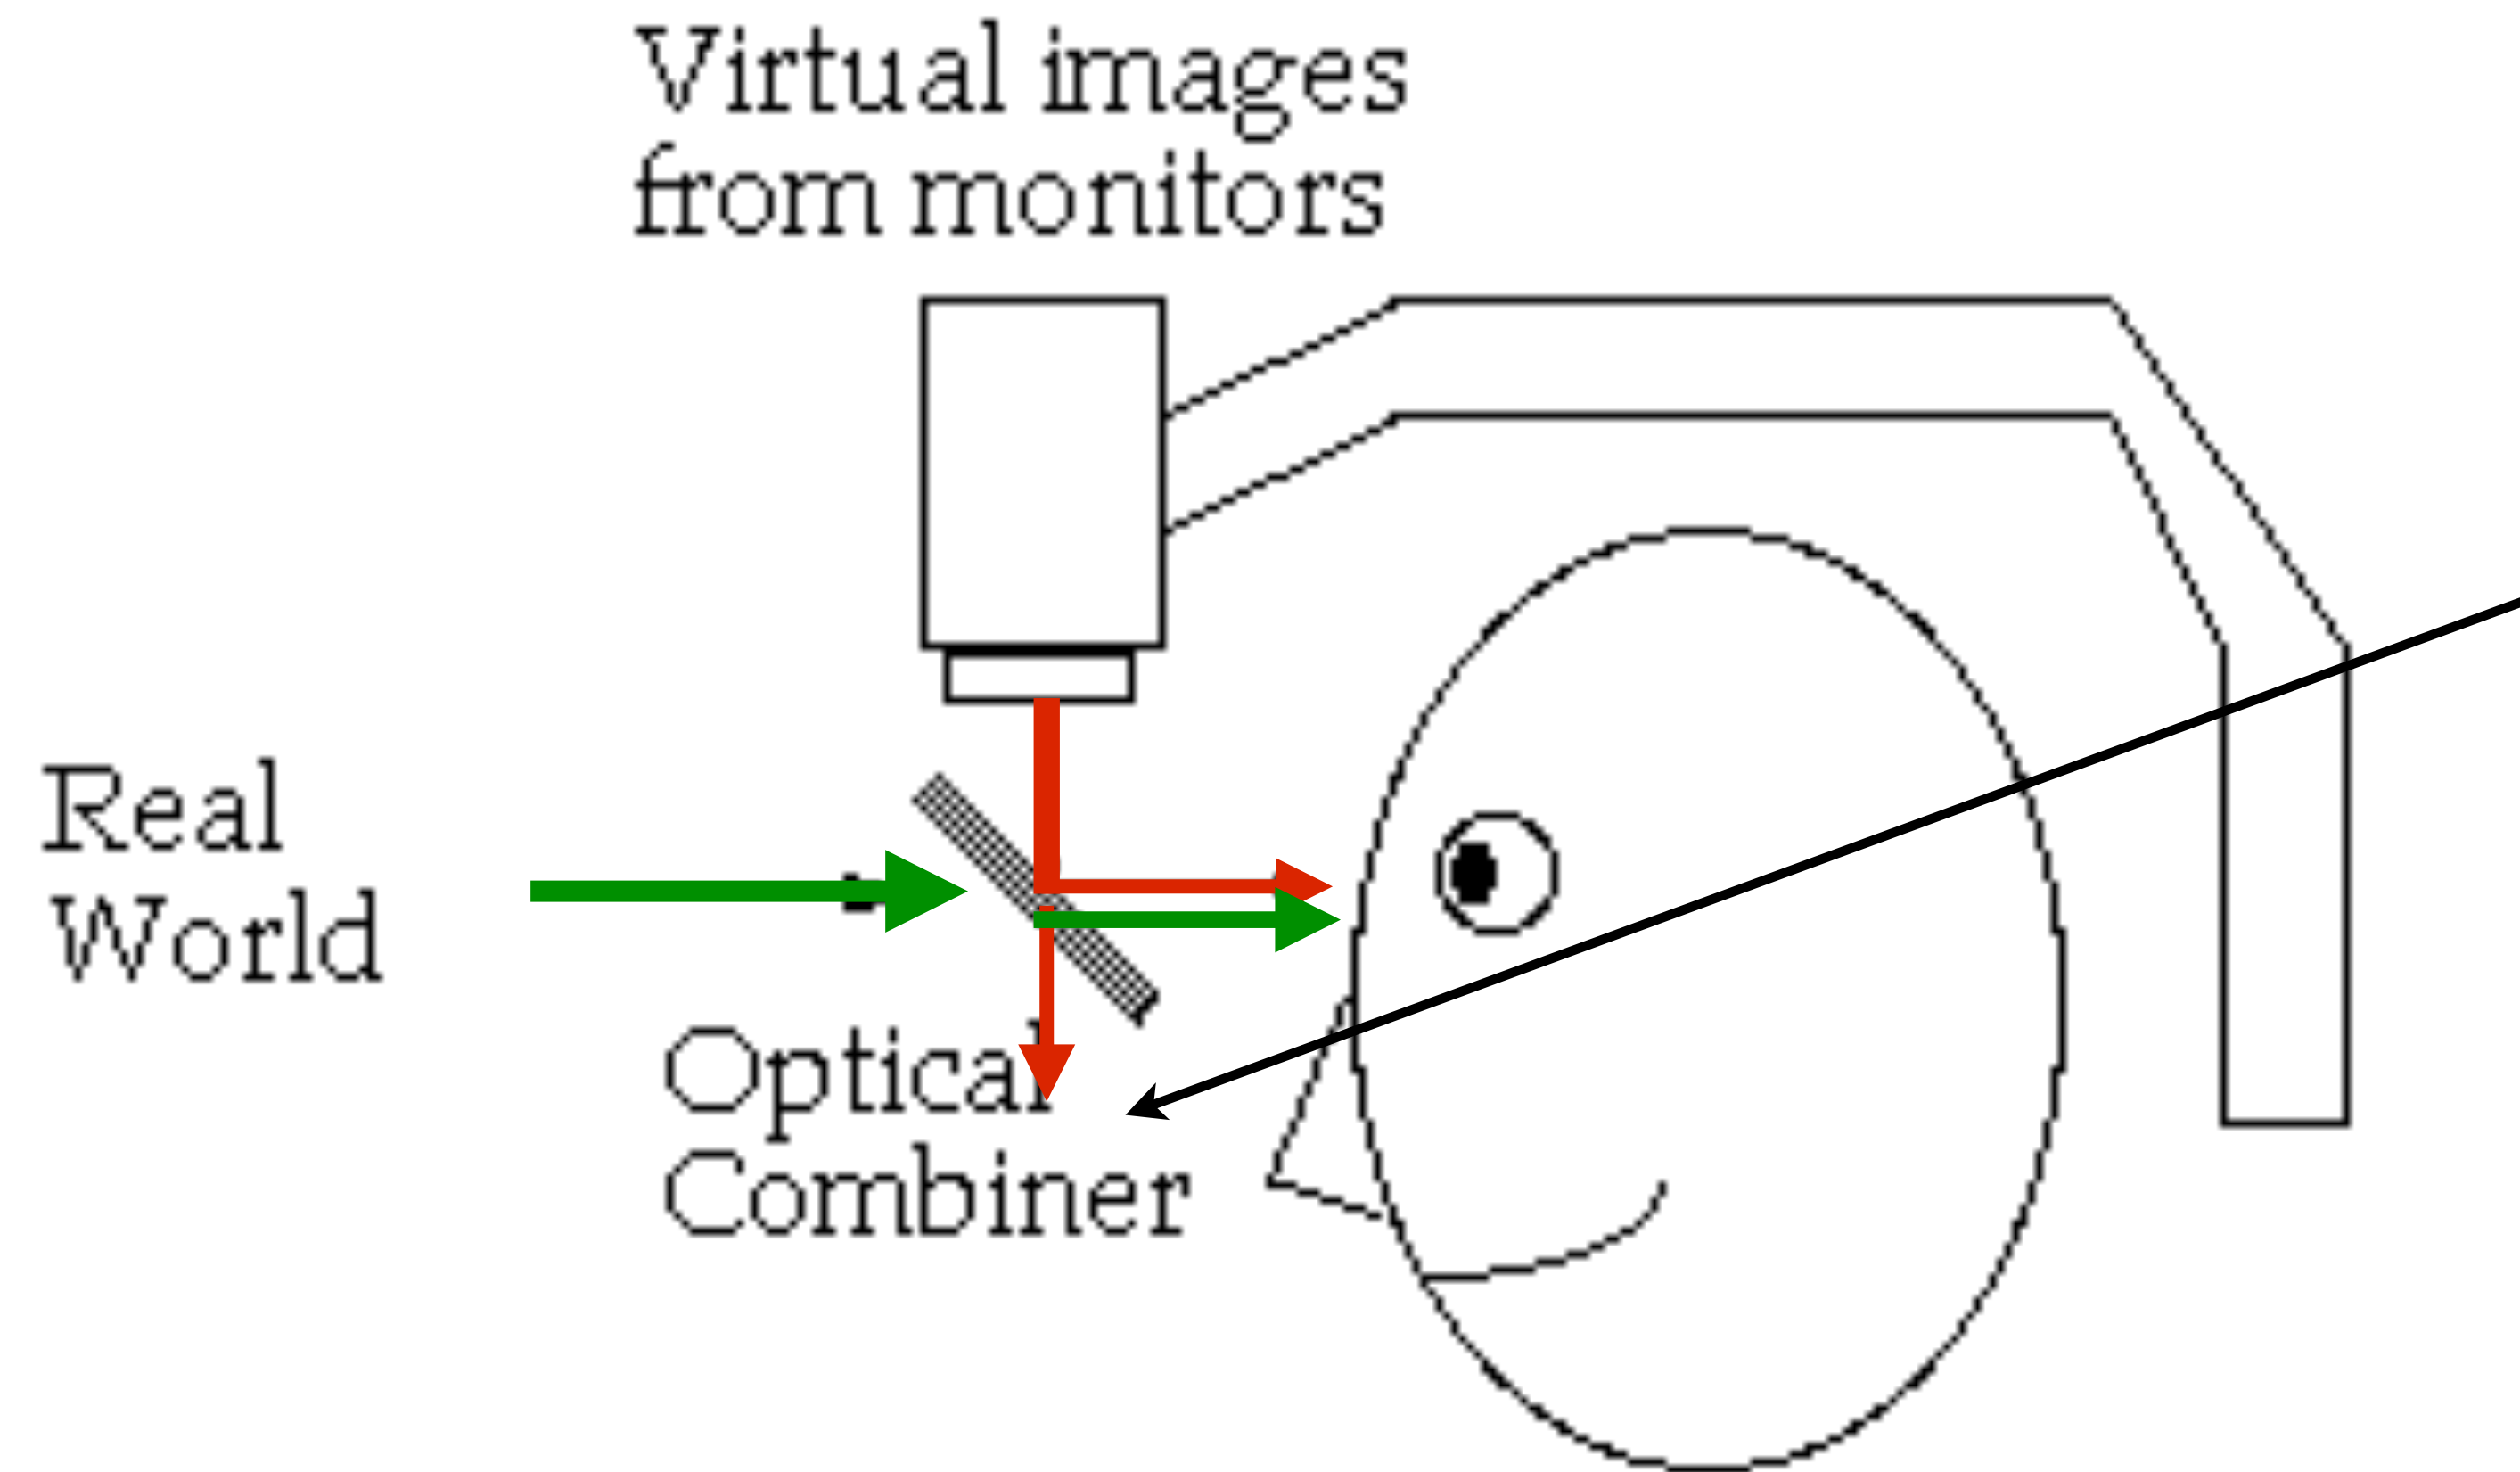 Virtual images
from monitors
Real
World
Optical
Combiner